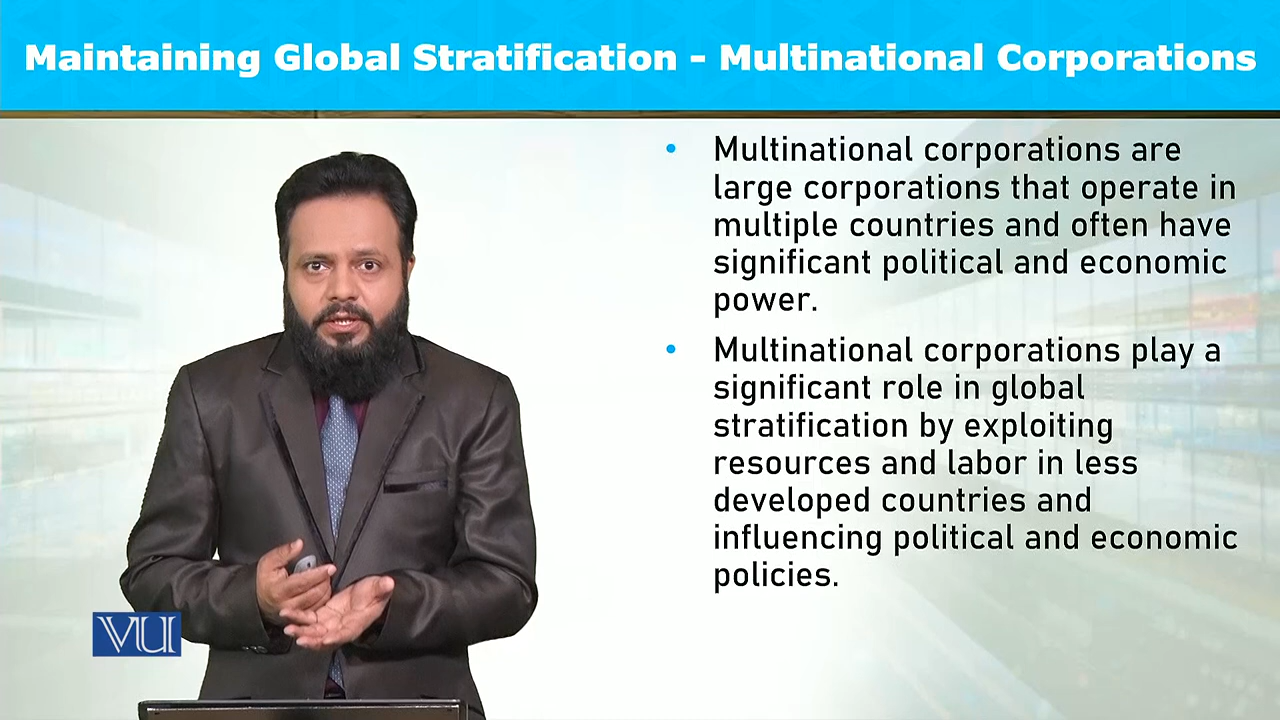 Maintaining Global Stratification - Multinational Corporations
• Multinational corporations are
large corporations that operate in
multiple countries and often have
significant political and economic
power.
• Multinational corporations play a
significant role in global
stratification by exploiting
resources and labor in less
developed countries and
influencing political and economic
policies.
VU